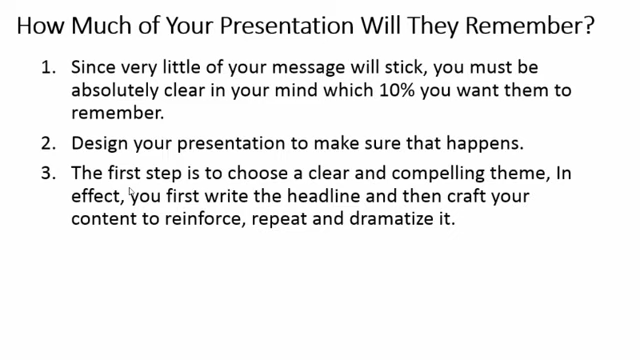 How Much of Your Presentation Will They Remember?
1. Since very little of your message will stick, you must be
absolutely clear in your mind which 10% you want them to
remember.
2. Design your presentation to make sure that happens.
3. The first step is to choose a clear and compelling theme, In
effect, you first write the headline and then craft your
content to reinforce, repeat and dramatize it.